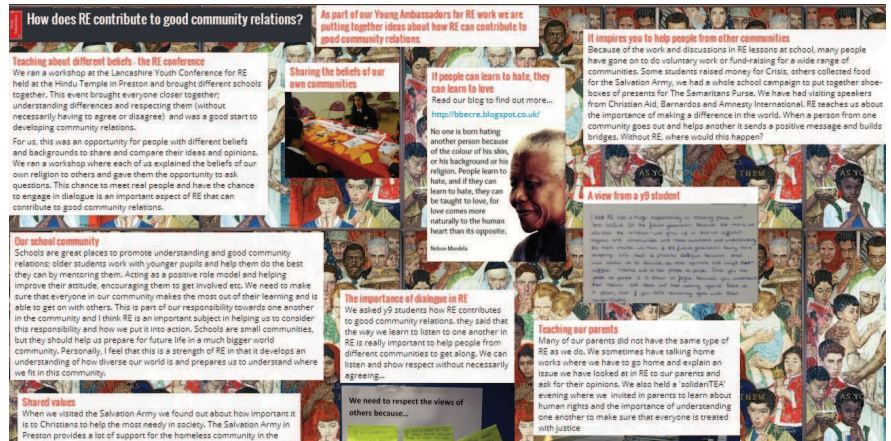 How does RE contribute to good community relations?
As part of our Young Ambassadors for RE work we are
putting together ideas about how RE can contribute to
good community relations.
Teaching about different beliefs - the RE conference
We ran a workshop at the Lancashire Youth Conference for RE
held at the Hindu Temple in Preston and brought different schools
together. This event brought everyone closer together;
understanding differences and respecting them (without
necessarily having to agree or disagree) and was a good start to
developing community relations.
For us, this was an opportunity for people with different beliefs
and backgrounds to share and compare their ideas and opinions.
We ran a workshop where each of us explained the beliefs of our
own religion to others and gave them the opportunity to ask
questions. This chance to meet real people and have the chance
to engage in dialogue is an important aspect of RE that can
contribute to good community relations.
Sharing the beliefs of our
own communities
If people can learn to hate, they
can learn to love
Read our blog to find out more...
http://bbecre.blogspot.co.uk/
No one is born hating
another person because
of the colour of his skin,
or his background or his
religion. People learn to
hate, and if they can
learn to hate, they can
be taught to love, for
love comes more
naturally to the human
heart than its opposite.
Nelson Mandela
It inspires you to help people from other communities
Because of the work and discussions in RE lessons at school, many people
have gone on to do voluntary work or fund-raising for a wide range of
communities. Some students raised money for Crisis, others collected food
for the Salvation Army, we had a whole school campaign to put together shoe-
boxes of presents for The Samaritans Purse. We have had visiting speakers
from Christian Aid, Barnardos and Amnesty International. RE teaches us about
the importance of making a difference in the world. When a person from one
community goes out and helps another it sends a positive message and builds
bridges. Without RE, where would this happen?
A view from a y9 student
Our school community
Schools are great places to promote understanding and good community
relations; older students work with younger pupils and help them do the best
they can by mentoring them. Acting as a positive role model and helping
improve their attitude, encouraging them to get involved etc. We need to make
sure that everyone in our community makes the most out of their learning and is
able to get on with others. This is part of our responsibility towards one another
in the community and I think RE is an important subject in helping us to consider
this responsibility and how we put it into action. Schools are small communities,
but they should help us prepare for future life in a much bigger world
community. Personally, I feel that this is a strength of RE in that it develops an
understanding of how diverse our world is and prepares us to understand where
we fit in this community.
The importance of dialogue in RE
We asked y9 students how RE contributes
to good community relations, they said that
the way we learn to listen to one another in
RE is really important to help people from
different communities to get along. We can
listen and show respect without necessarily
agreeing...
We need to respect the views of
others because...
Teaching our parents
Many of our parents did not have the same type of
RE as we do. We sometimes have talking home
works where we have to go home and explain an
issue we have looked at in RE to our parents and
ask for their opinions. We also held a 'solidariTEA'
evening where we invited in parents to learn about
human rights and the importance of understanding
one another to make sure that everyone is treated
with justice
Shared values
When we visited the Salvation Army we found out about how important it
is to Christians to help the most needy in society. The Salvation Army in
Preston provides a lot of support for the homeless community in the